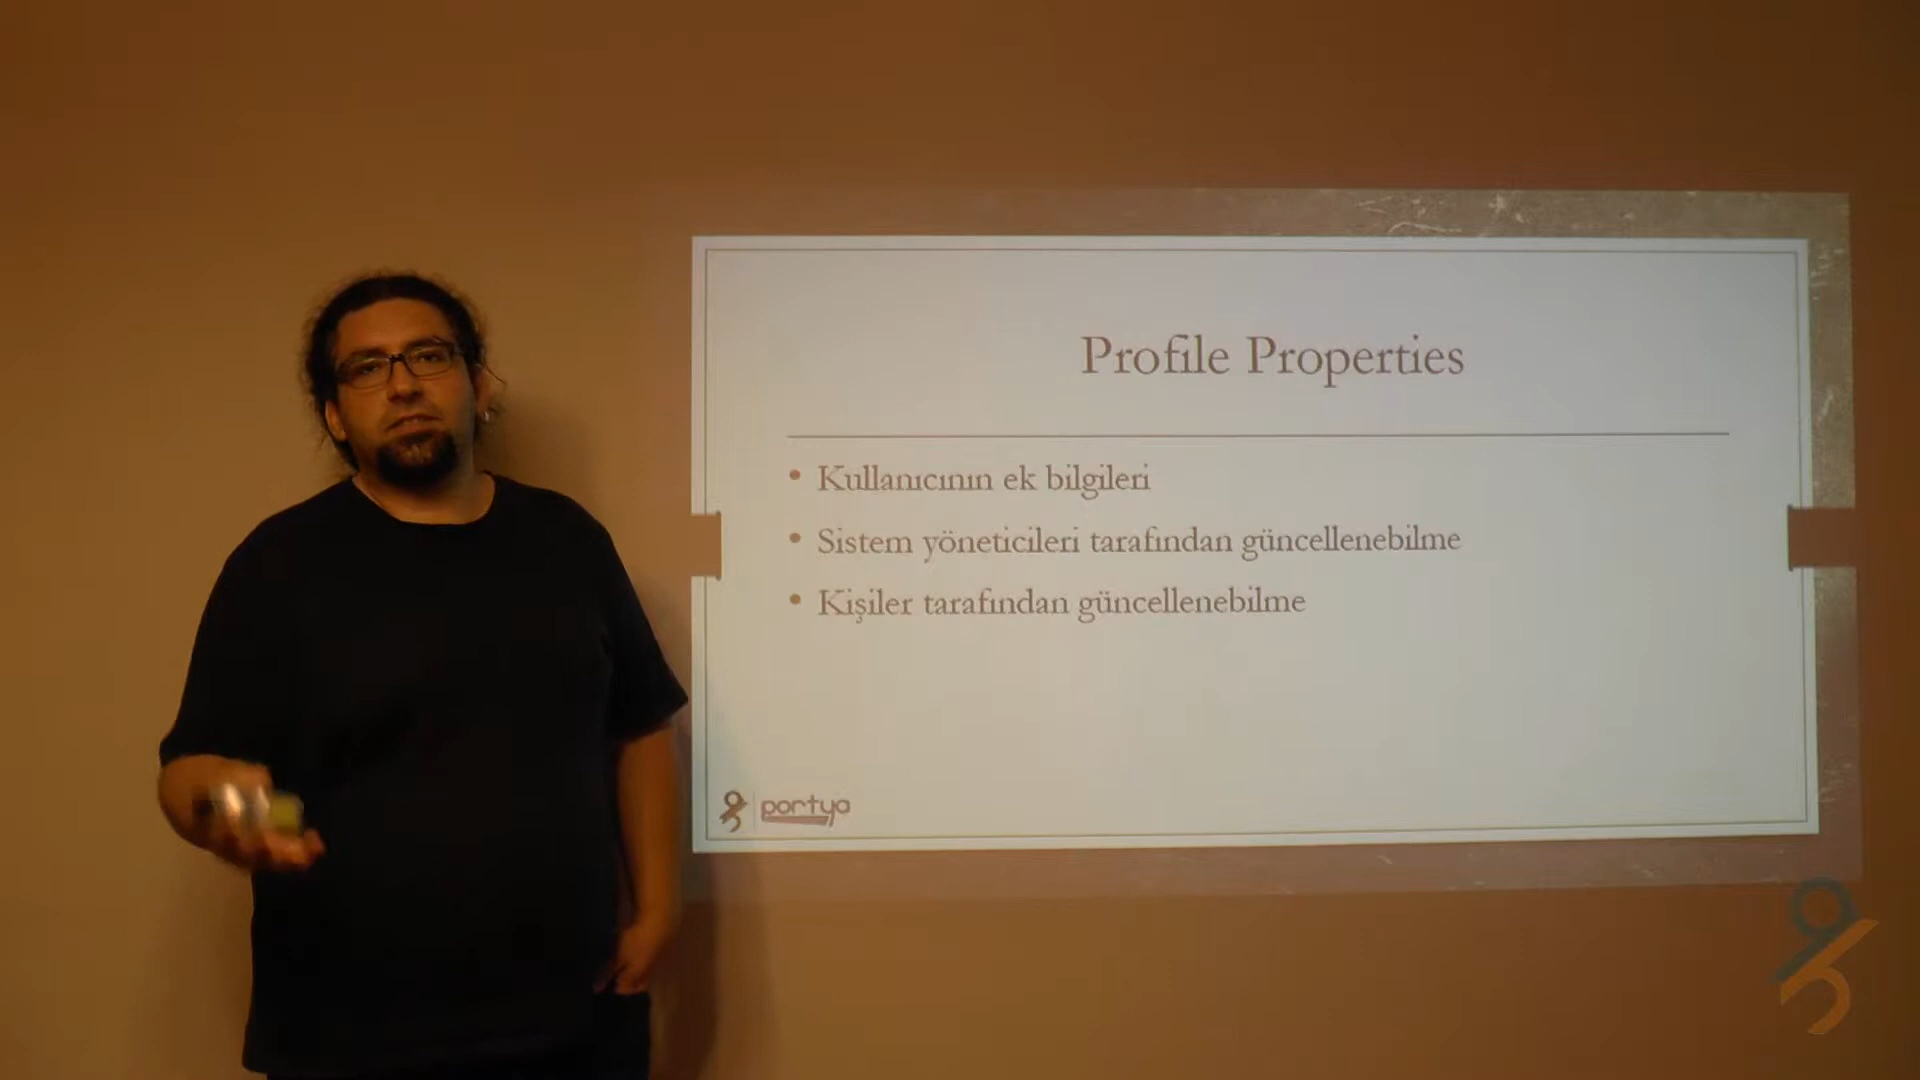 Profile Properties
• Kullanıcının ek bilgileri
• Sistem yöneticileri tarafından güncellenebilme
• Kişiler tarafından güncellenebilme
portya